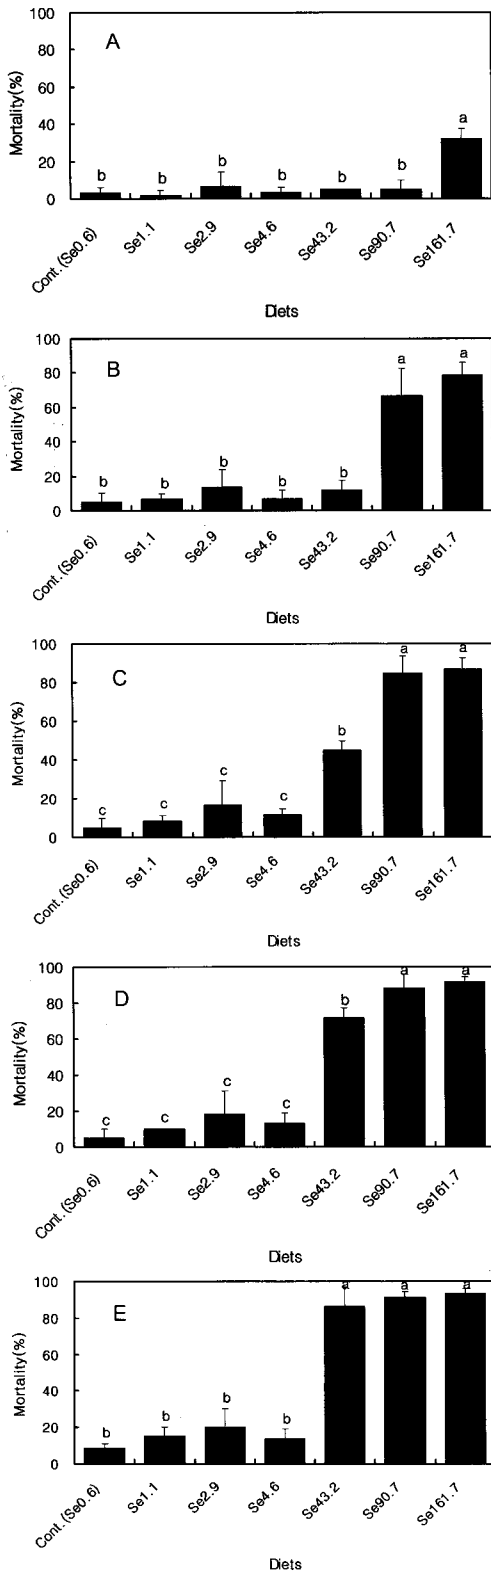 100
A
80
Mortality(%)
60
40
a
20
b b b b b b
0
Cont.(Se0.6) Se1.1 Se2.9 Se4.6 Se43.2 Se90.7 Se161.7
Diets
100
B
a a
80
Mortality(%)
60
40
20
b b b b b
0
Cont.(Se0.6) Se1.1 Se2.9 Se4.6 Se43.2 Se90.7 Se161.7
Diets
100
C
a a
80
Mortality(%)
60
b
40
20
c c c c
0
Cont.(Se0.6) Se1.1 Se2.9 Se4.6 Se43.2 Se90.7 Se161.7
Diets
100
D
b a a
80
Mortality(%)
60
40
20
c c c c
0
Cont.(Se0.6) Se1.1 Se2.9 Se4.6 Se43.2 Se90.7 Se161.7
Diets
100
E
a a a
80
Mortality(%)
60
40
20
b b b b
0
Cont.(Se0.6) Se1.1 Se2.9 Se4.6 Se43.2 Se90.7 Se161.7
Diets